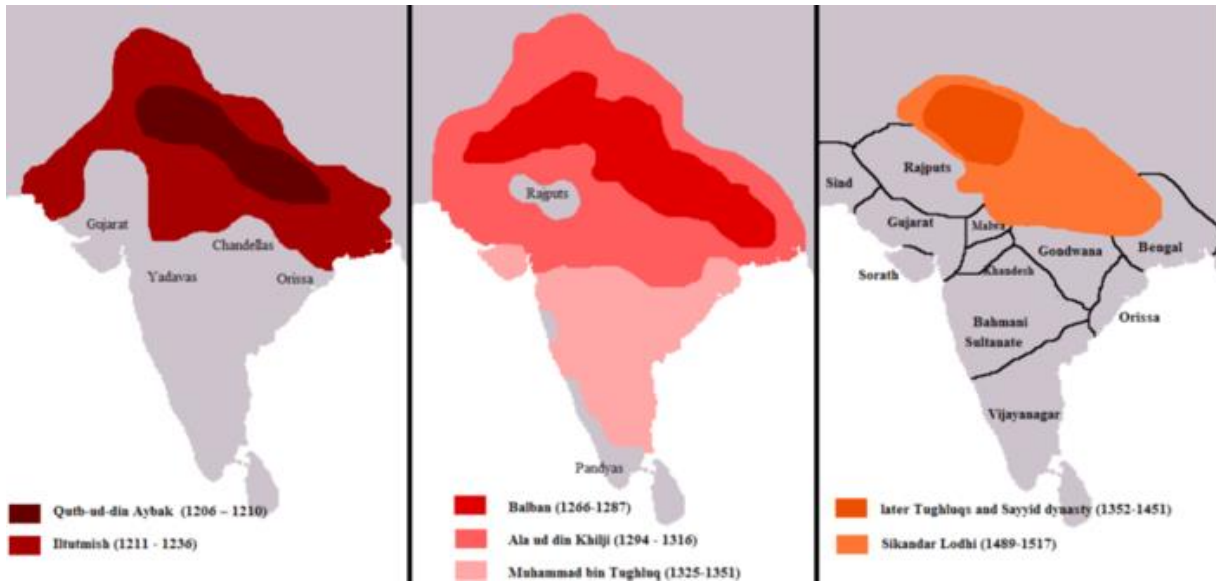 Gujarat
Chandellas
Yadavas
Orissa
Qutb-ud-din Aybak (1206 – 1210)
Iltutmish (1211 - 1236)
Rajputs
Pandyas
Balban (1266-1287)
Ala ud din Khilji (1294 - 1316)
Muhammad bin Tughluq (1325-1351)
Rajputs
Sind
Gujarat
Malwa
Gondwana
Bengal
Sorath
Khandesh
Orissa
Bahmani
Sultanate
Vijayanagar
later Tughluqs and Sayyid dynasty (1352-1451)
Sikandar Lodhi (1489-1517)